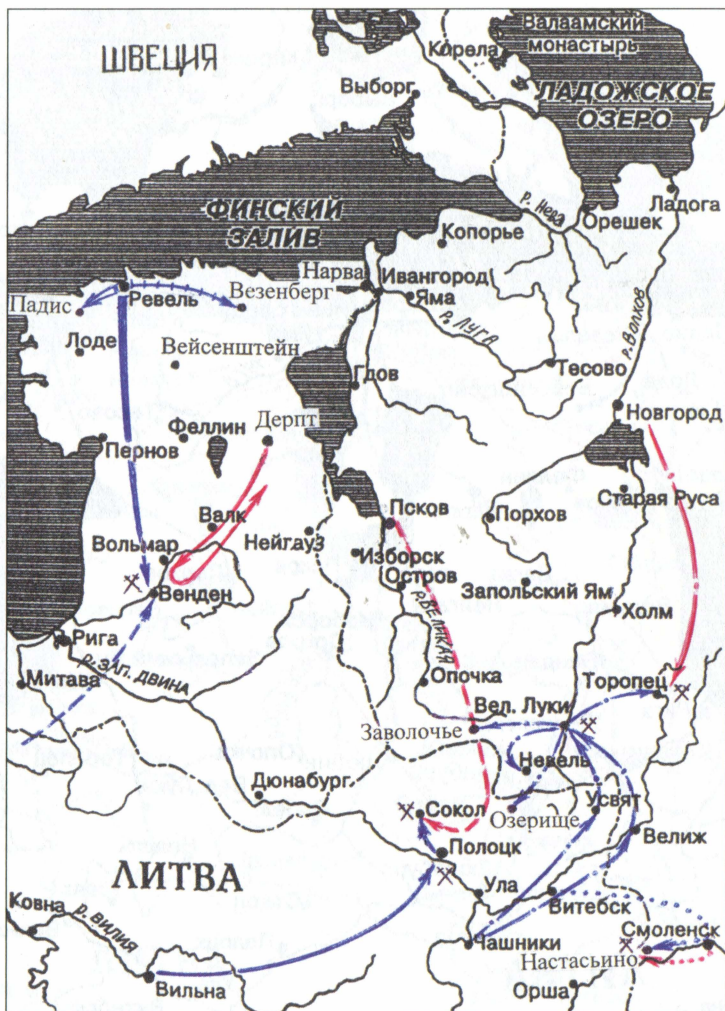 Валаамский
монастырь
Корела
ШВЕЦИЯ
Выборг
ЛАДОЖСКОЕ
ОЗЕРО
Ладога
р. Нева
Орешек
ФИНСКИЙ
ЗАЛИВ
Копорье
Нарва
Ивангород
Яма
р. ЛУГА
р. Волхов
Падис
Ревель
Везенберг
Лоде
Вейсенштейн
Тёсово
Гдов
Новгород
Феллин
Дерпт
Пернов
Старая Руса
Валк
Псков
Порхов
Вольмар
Нейгауз
Изборск
Венден
Остров
Запольский Ям
р. ВЕЛИКАЯ
Холм
Рига
р. ЗАП. ДВИНА
Митава
Опочка
Торопец
Вел. Луки
Заволочье
Невель
Дюнабург
Сокол
Озерище
Усвят
Велиж
Полоцк
ЛИТВА
Ула
Витебск
Ковна
р. ВИЛИЯ
Смоленск
Чашники
Настасьино
Вильна
Орша